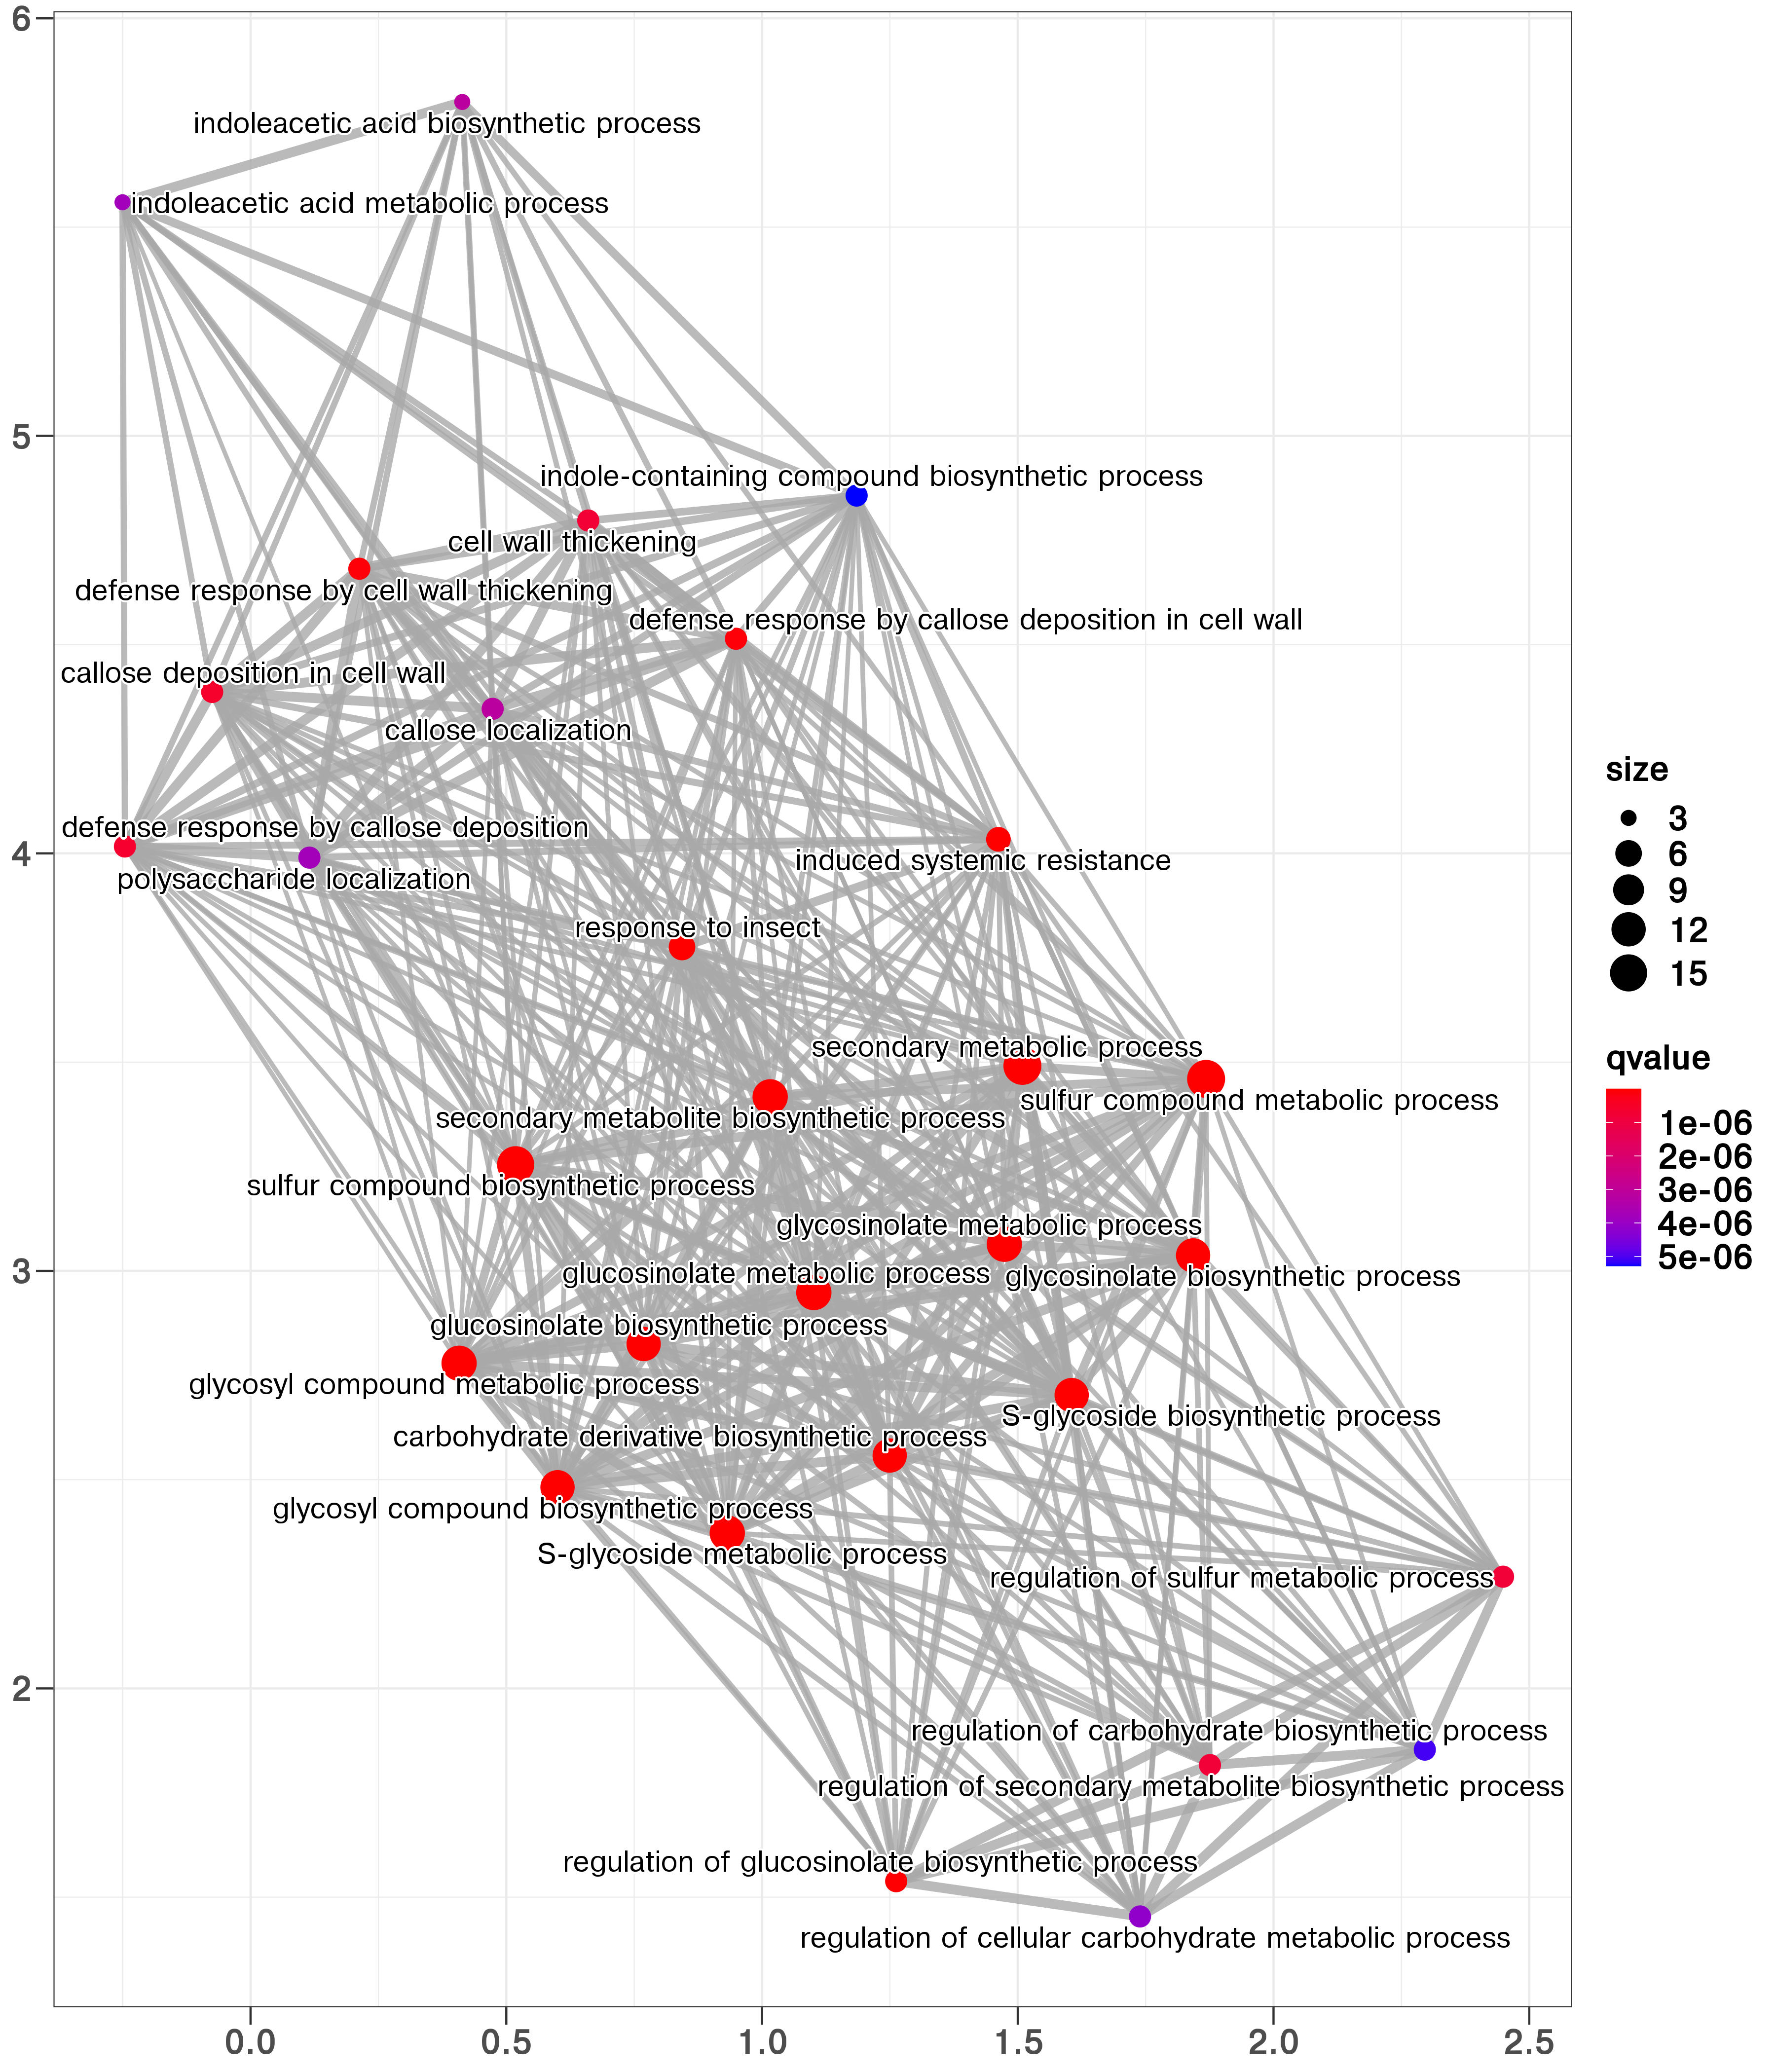 6
indoleacetic acid biosynthetic process
indoleacetic acid metabolic process
5
indole-containing compound biosynthetic process
cell wall thickening
defense response by cell wall thickening
defense response by callose deposition in cell wall
callose deposition in cell wall
callose localization
defense response by callose deposition
4
induced systemic resistance
polysaccharide localization
response to insect
secondary metabolic process
sulfur compound metabolic process
secondary metabolite biosynthetic process
sulfur compound biosynthetic process
glycosinolate metabolic process
3
glucosinolate metabolic process
glycosinolate biosynthetic process
glucosinolate biosynthetic process
glycosyl compound metabolic process
S-glycoside biosynthetic process
carbohydrate derivative biosynthetic process
glycosyl compound biosynthetic process
S-glycoside metabolic process
regulation of sulfur metabolic process
2
regulation of carbohydrate biosynthetic process
regulation of secondary metabolite biosynthetic process
regulation of glucosinolate biosynthetic process
regulation of cellular carbohydrate metabolic process
0.0 0.5 1.0 1.5 2.0 2.5
size
3
6
9
12
15
qvalue
1e-06
2e-06
3e-06
4e-06
5e-06